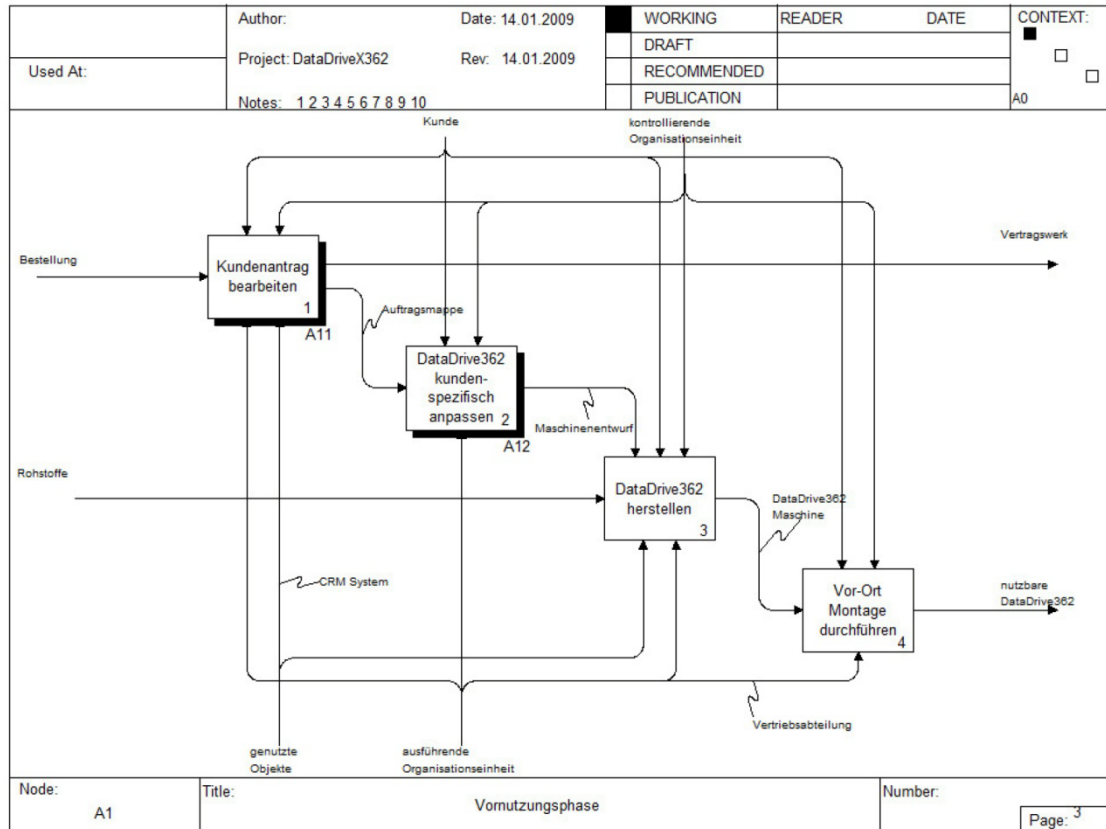 Used At:
Author:
Date: 14.01.2009
Project: DataDriveX362
Rev: 14.01.2009
Notes: 1 2 3 4 5 6 7 8 9 10
WORKING
DRAFT
RECOMMENDED
PUBLICATION
READER
DATE
CONTEXT:
A0
Kunde
kontrollierende
Organisationseinheit
Bestellung
Kundenantrag
bearbeiten
1
A11
Vertragswerk
Auftragsmappe
DataDrive362
kunden-
spezifisch
anpassen
2
A12
Maschinenentwurf
Rohstoffe
DataDrive362
herstellen
3
DataDrive362
Maschine
CRM System
Vor-Ort
Montage
durchführen
4
nutzbare
DataDrive362
Vertriebsabteilung
genutzte
Objekte
ausführende
Organisationseinheit
Node:
A1
Title:
Vornutzungsphase
Number:
Page: 3